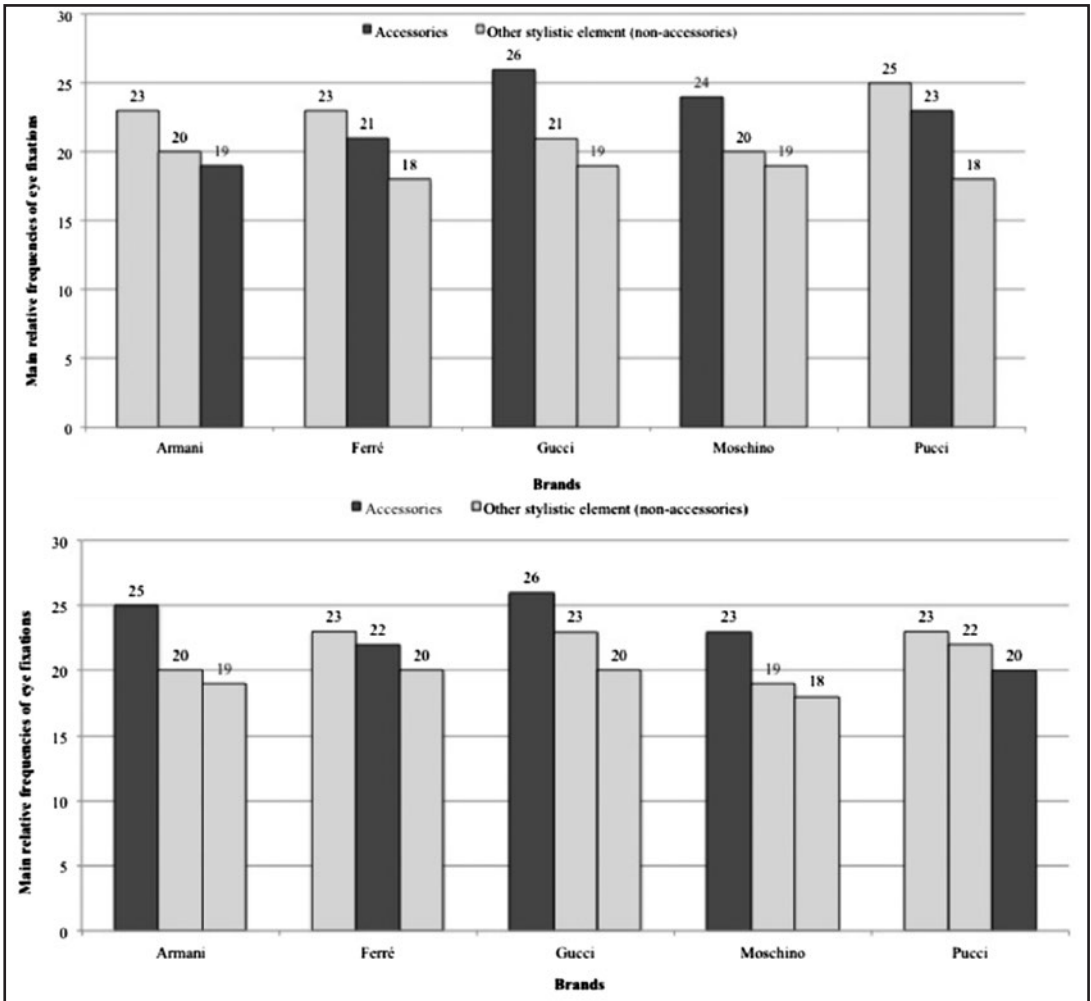 30
Accessories Other stylistic element (non-accessories)
26
25 25
24
23 23 23
21 21
20 20 20
19 19 19
18 18
15
10
5
0
Armani Ferré Gucci Moschino Pucci
Main relative frequencies of eye fixations
Brands
Accessories Other stylistic element (non-accessories)
30
26
25 25
23 23 23 23
22 22
20 20 20 20 20
19 19
18
15
10
5
0
Armani Ferré Gucci Moschino Pucci
Main relative frequencies of eye fixations
Brands